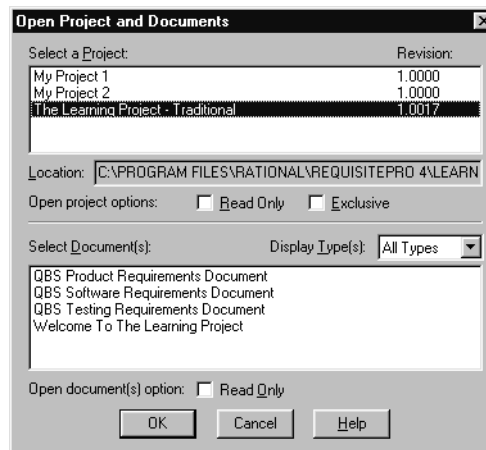 Open Project and Documents
Select a Project: Revision:
My Project 1 1.0000
My Project 2 1.0000
The Learning Project - Traditional 1.0017
Location: C:\PROGRAM FILES\RATIONAL\REQUISITEPRO 4\LEARN
Open project options: Read Only Exclusive
Select Document(s): Display Type(s): All Types
QBS Product Requirements Document
QBS Software Requirements Document
QBS Testing Requirements Document
Welcome To The Learning Project
Open document(s) option: Read Only
OK Cancel Help